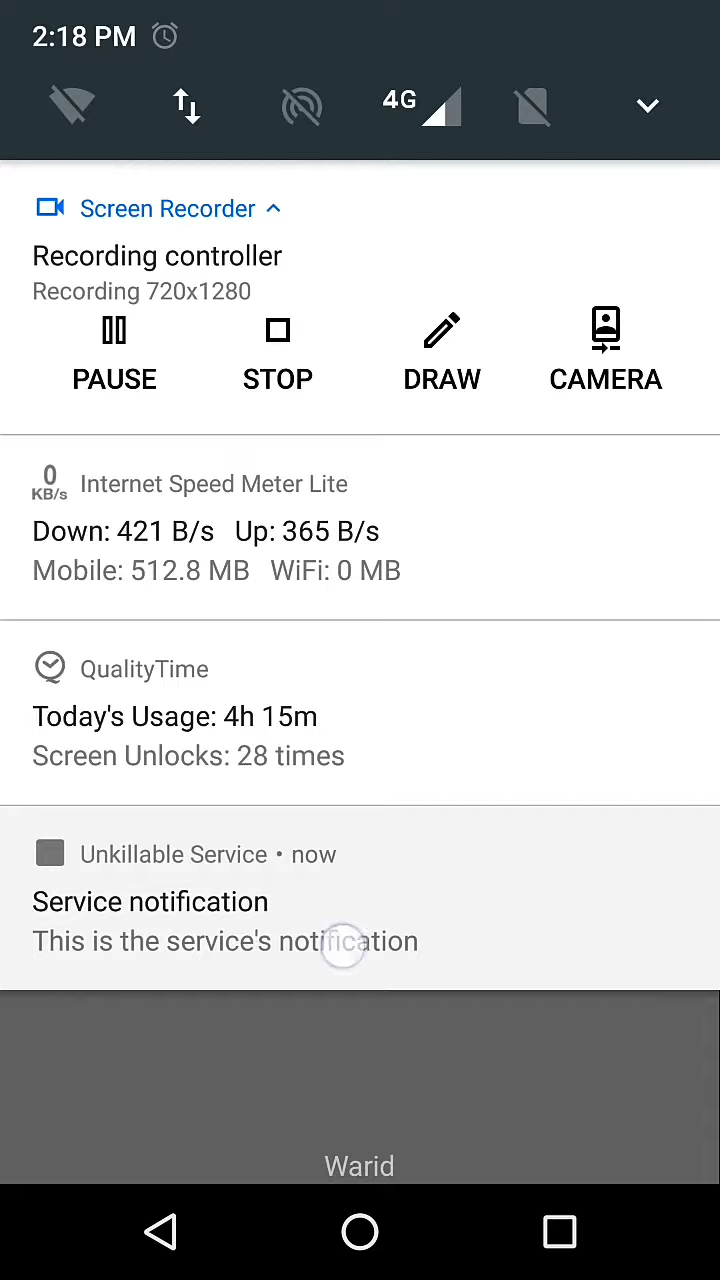 2:18 PM
4G
Screen Recorder
Recording controller
Recording 720x1280
PAUSE STOP DRAW CAMERA
0 KB/s Internet Speed Meter Lite
Down: 421 B/s Up: 365 B/s
Mobile: 512.8 MB WiFi: 0 MB
QualityTime
Today's Usage: 4h 15m
Screen Unlocks: 28 times
Unkillable Service • now
Service notification
This is the service's notification
Warid